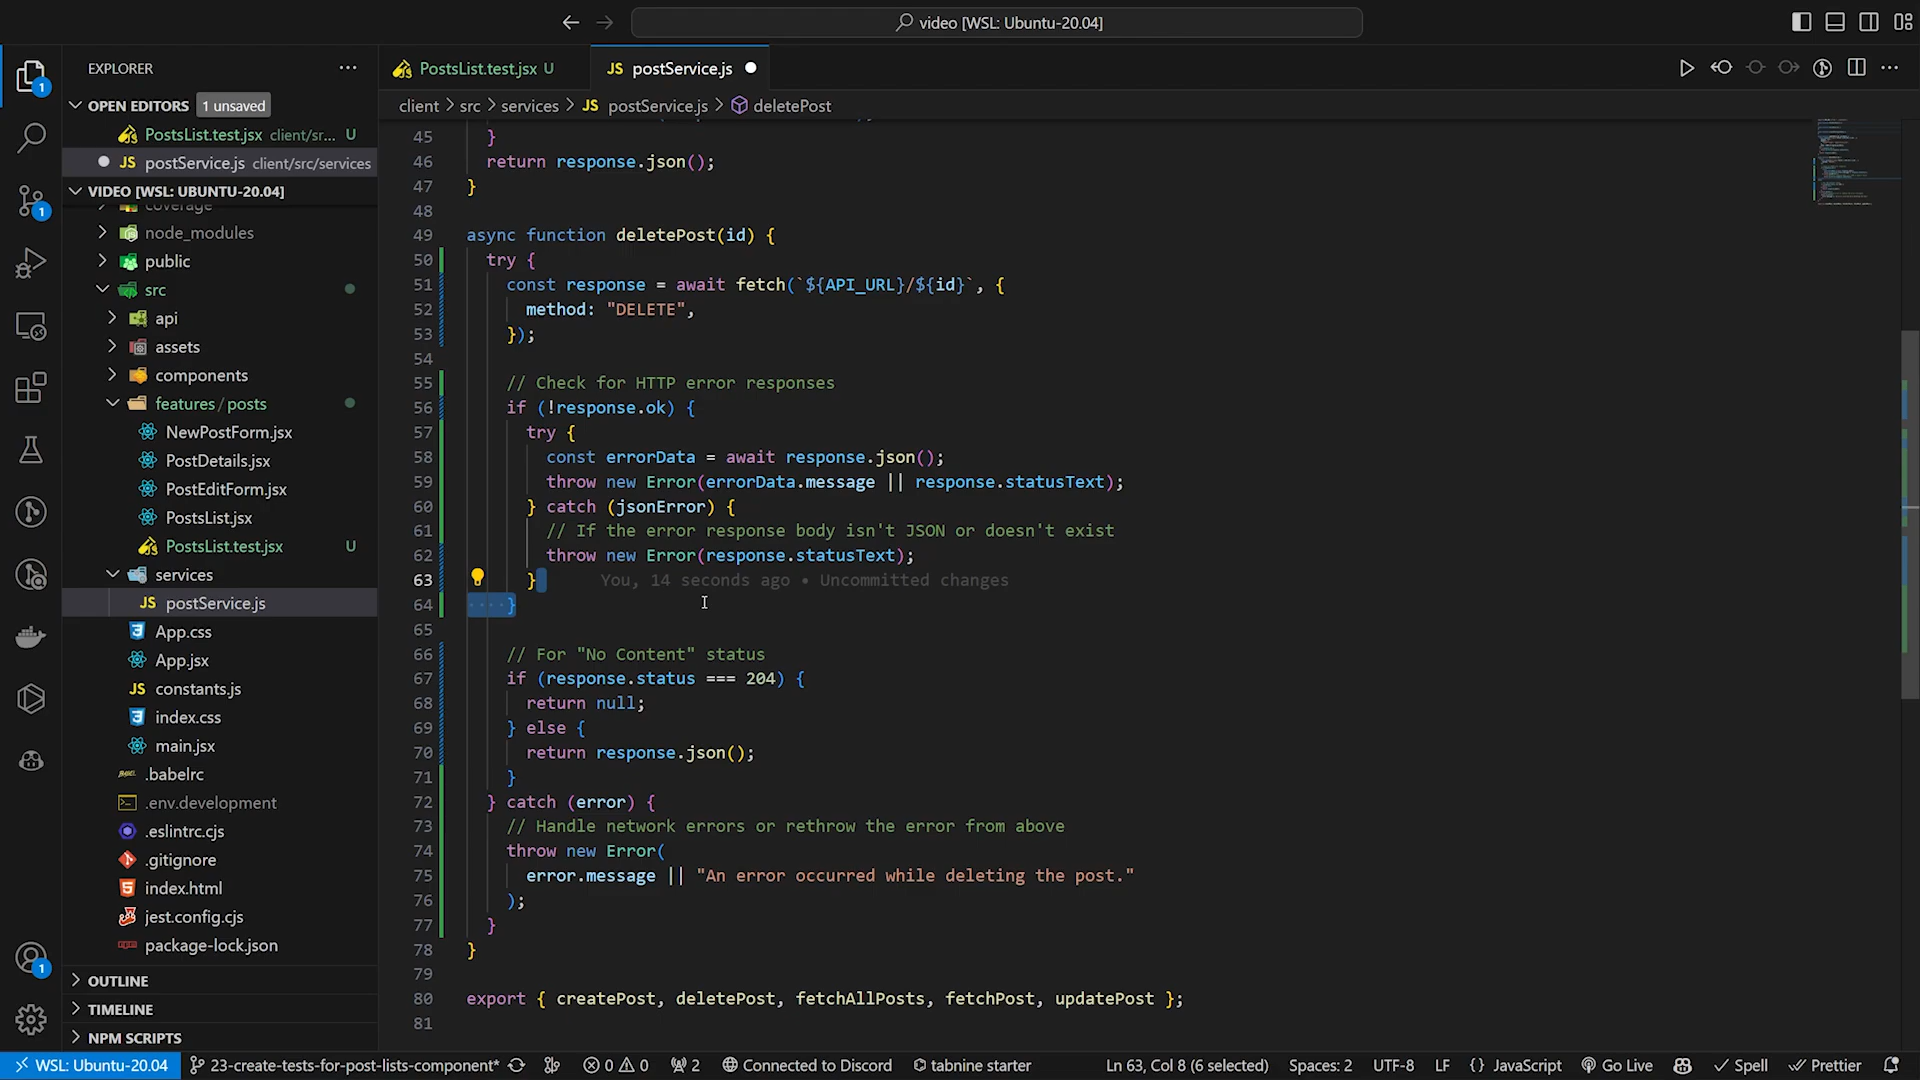 video [WSL: Ubuntu-20.04]
EXPLORER
OPEN EDITORS 1 unsaved
PostsList.test.jsx client/sr... U
JS postService.js client/src/services
VIDEO [WSL: UBUNTU-20.04]
coverage
node_modules
public
src
api
assets
components
features / posts
NewPostForm.jsx
PostDetails.jsx
PostEditForm.jsx
PostsList.jsx
PostsList.test.jsx U
services
JS postService.js
App.css
App.jsx
JS constants.js
index.css
main.jsx
.babelrc
.env.development
.eslintrc.cjs
.gitignore
index.html
jest.config.cjs
package-lock.json
OUTLINE
TIMELINE
NPM SCRIPTS
1
1
1
PostsList.test.jsx U
JS postService.js
client > src > services > JS postService.js > deletePost
45 }
46 return response.json();
47 }
48
49 async function deletePost(id) {
50 try {
51 const response = await fetch(`${API_URL}/${id}`, {
52 method: "DELETE",
53 });
54
55 // Check for HTTP error responses
56 if (!response.ok) {
57 try {
58 const errorData = await response.json();
59 throw new Error(errorData.message || response.statusText);
60 } catch (jsonError) {
61 // If the error response body isn't JSON or doesn't exist
62 throw new Error(response.statusText);
63 } You, 14 seconds ago • Uncommitted changes
64 ····}
65
66 // For "No Content" status
67 if (response.status === 204) {
68 return null;
69 } else {
70 return response.json();
71 }
72 } catch (error) {
73 // Handle network errors or rethrow the error from above
74 throw new Error(
75 error.message || "An error occurred while deleting the post."
76 );
77 }
78 }
79
80 export { createPost, deletePost, fetchAllPosts, fetchPost, updatePost };
81
WSL: Ubuntu-20.04 23-create-tests-for-post-lists-component* 0 0 2 Connected to Discord tabnine starter Ln 63, Col 8 (6 selected) Spaces: 2 UTF-8 LF {} JavaScript Go Live Spell Prettier